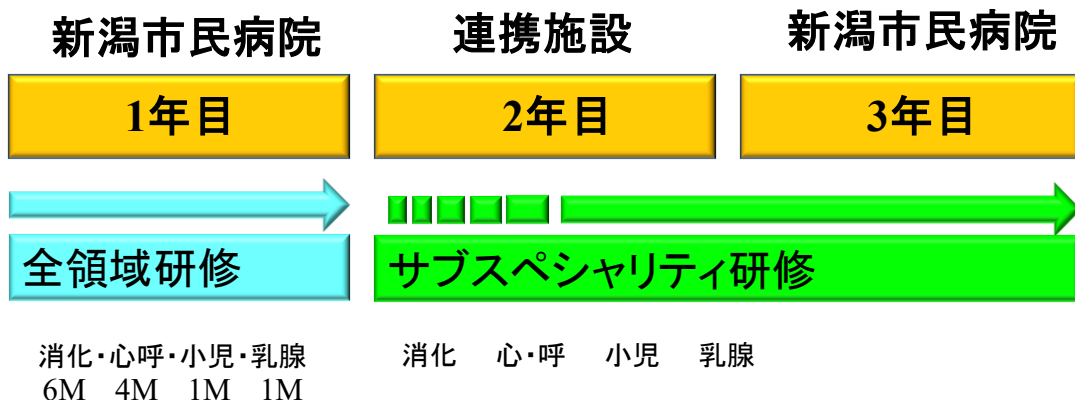 新潟市民病院 連携施設 新潟市民病院
1年目 2年目 3年目
全領域研修 サブスペシャリティ研修
消化・心呼・小児・乳腺 消化 心・呼 小児 乳腺
6M 4M 1M 1M